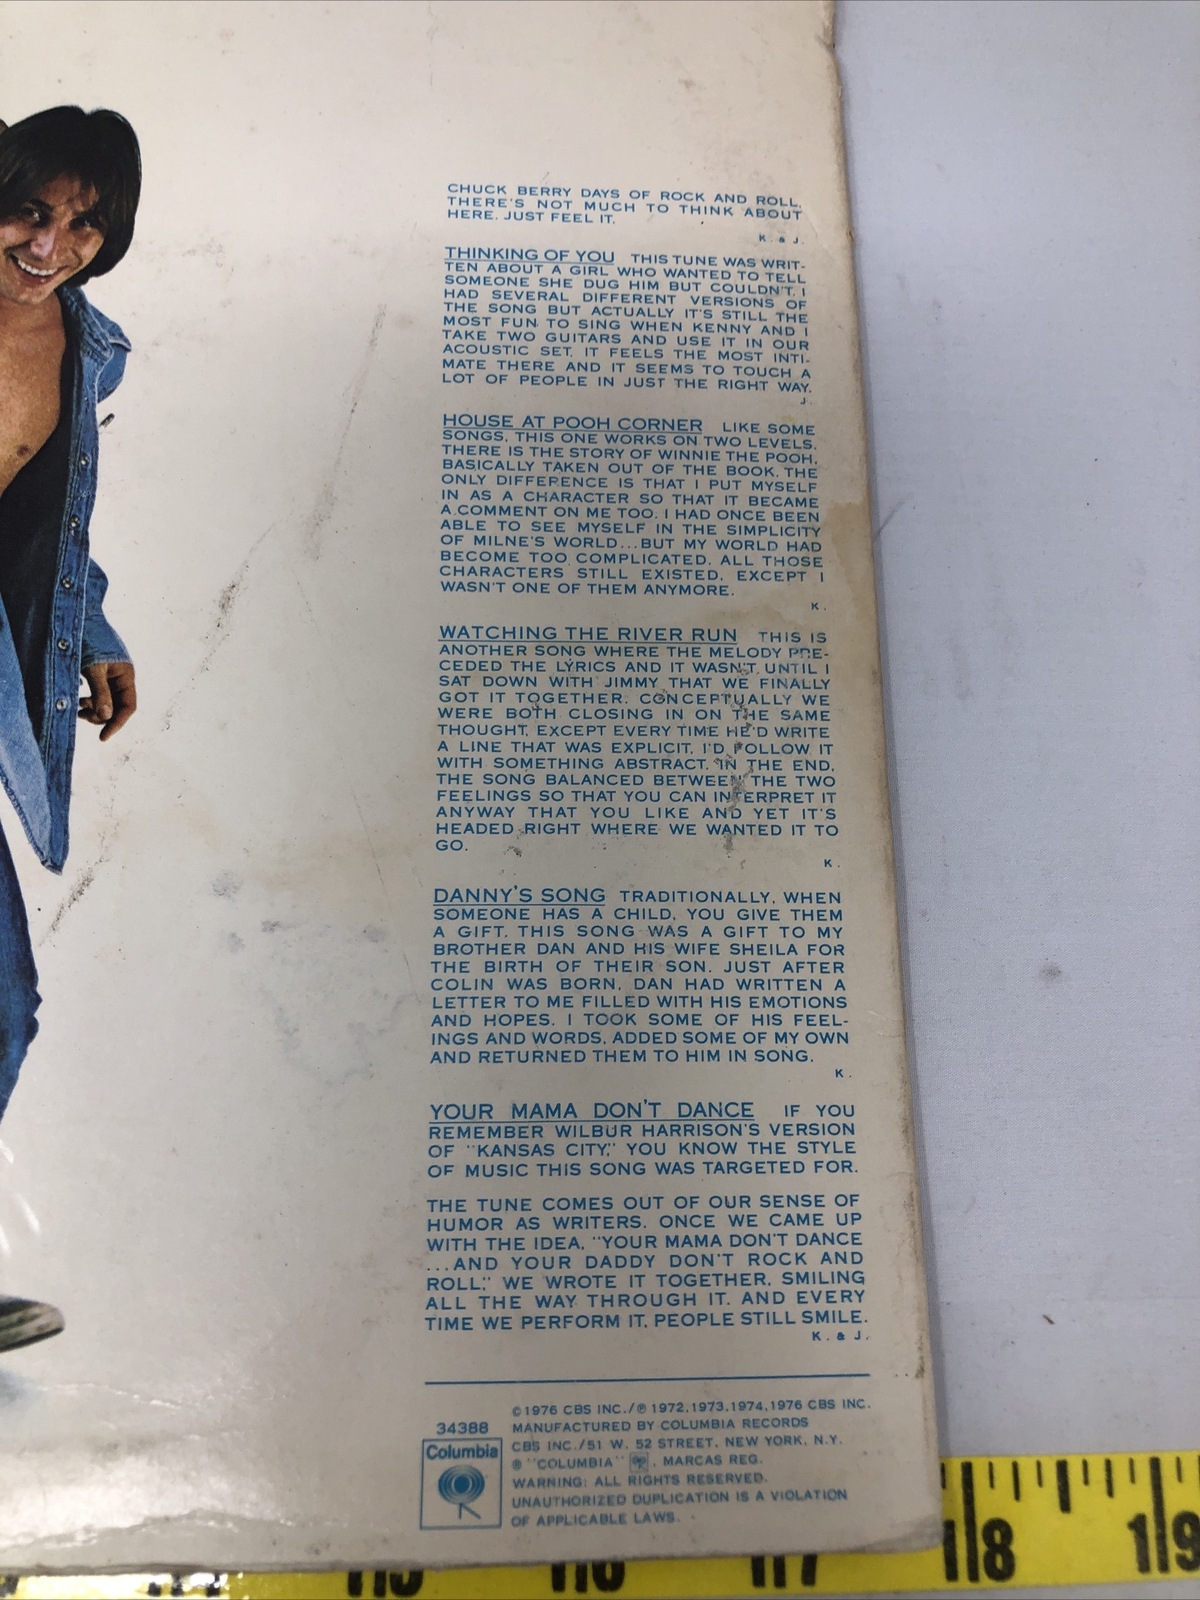 CHUCK BERRY DAYS OF ROCK AND ROLL.
THERE'S NOT MUCH TO THINK ABOUT
HERE. JUST FEEL IT.
K. & J.
THINKING OF YOU THIS TUNE WAS WRIT-
TEN ABOUT A GIRL WHO WANTED TO TELL
SOMEONE SHE DUG HIM BUT COULDN'T. I
HAD SEVERAL DIFFERENT VERSIONS OF
THE SONG BUT ACTUALLY IT'S STILL THE
MOST FUN TO SING WHEN KENNY AND I
TAKE TWO GUITARS AND USE IT IN OUR
ACOUSTIC SET. IT FEELS THE MOST INTI-
MATE THERE AND IT SEEMS TO TOUCH A
LOT OF PEOPLE IN JUST THE RIGHT WAY.
J.
HOUSE AT POOH CORNER LIKE SOME
SONGS, THIS ONE WORKS ON TWO LEVELS.
THERE IS THE STORY OF WINNIE THE POOH,
BASICALLY TAKEN OUT OF THE BOOK. THE
ONLY DIFFERENCE IS THAT I PUT MYSELF
IN AS A CHARACTER SO THAT IT BECAME
A COMMENT ON ME TOO. I HAD ONCE BEEN
ABLE TO SEE MYSELF IN THE SIMPLICITY
OF MILNE'S WORLD...BUT MY WORLD HAD
BECOME TOO COMPLICATED. ALL THOSE
CHARACTERS STILL EXISTED, EXCEPT I
WASN'T ONE OF THEM ANYMORE.
K.
WATCHING THE RIVER RUN THIS IS
ANOTHER SONG WHERE THE MELODY PRE-
CEDED THE LYRICS AND IT WASN'T UNTIL I
SAT DOWN WITH JIMMY THAT WE FINALLY
GOT IT TOGETHER. CONCEPTUALLY WE
WERE BOTH CLOSING IN ON THE SAME
THOUGHT, EXCEPT EVERY TIME HE'D WRITE
A LINE THAT WAS EXPLICIT, I'D FOLLOW IT
WITH SOMETHING ABSTRACT. IN THE END,
THE SONG BALANCED BETWEEN THE TWO
FEELINGS SO THAT YOU CAN INTERPRET IT
ANYWAY THAT YOU LIKE AND YET IT'S
HEADED RIGHT WHERE WE WANTED IT TO
GO.
K.
DANNY'S SONG TRADITIONALLY, WHEN
SOMEONE HAS A CHILD, YOU GIVE THEM
A GIFT. THIS SONG WAS A GIFT TO MY
BROTHER DAN AND HIS WIFE SHEILA FOR
THE BIRTH OF THEIR SON. JUST AFTER
COLIN WAS BORN, DAN HAD WRITTEN A
LETTER TO ME FILLED WITH HIS EMOTIONS
AND HOPES. I TOOK SOME OF HIS FEEL-
INGS AND WORDS, ADDED SOME OF MY OWN
AND RETURNED THEM TO HIM IN SONG.
K.
YOUR MAMA DON'T DANCE IF YOU
REMEMBER WILBUR HARRISON'S VERSION
OF "KANSAS CITY," YOU KNOW THE STYLE
OF MUSIC THIS SONG WAS TARGETED FOR.
THE TUNE COMES OUT OF OUR SENSE OF
HUMOR AS WRITERS. ONCE WE CAME UP
WITH THE IDEA, "YOUR MAMA DON'T DANCE
...AND YOUR DADDY DON'T ROCK AND
ROLL," WE WROTE IT TOGETHER, SMILING
ALL THE WAY THROUGH IT. AND EVERY
TIME WE PERFORM IT, PEOPLE STILL SMILE.
K. & J.
©1976 CBS INC./℗ 1972,1973,1974,1976 CBS INC.
34388 MANUFACTURED BY COLUMBIA RECORDS
Columbia CBS INC./51 W. 52 STREET, NEW YORK, N.Y.
® "COLUMBIA", MARCAS REG.
WARNING: ALL RIGHTS RESERVED.
UNAUTHORIZED DUPLICATION IS A VIOLATION
OF APPLICABLE LAWS.
115 116 117 118 119